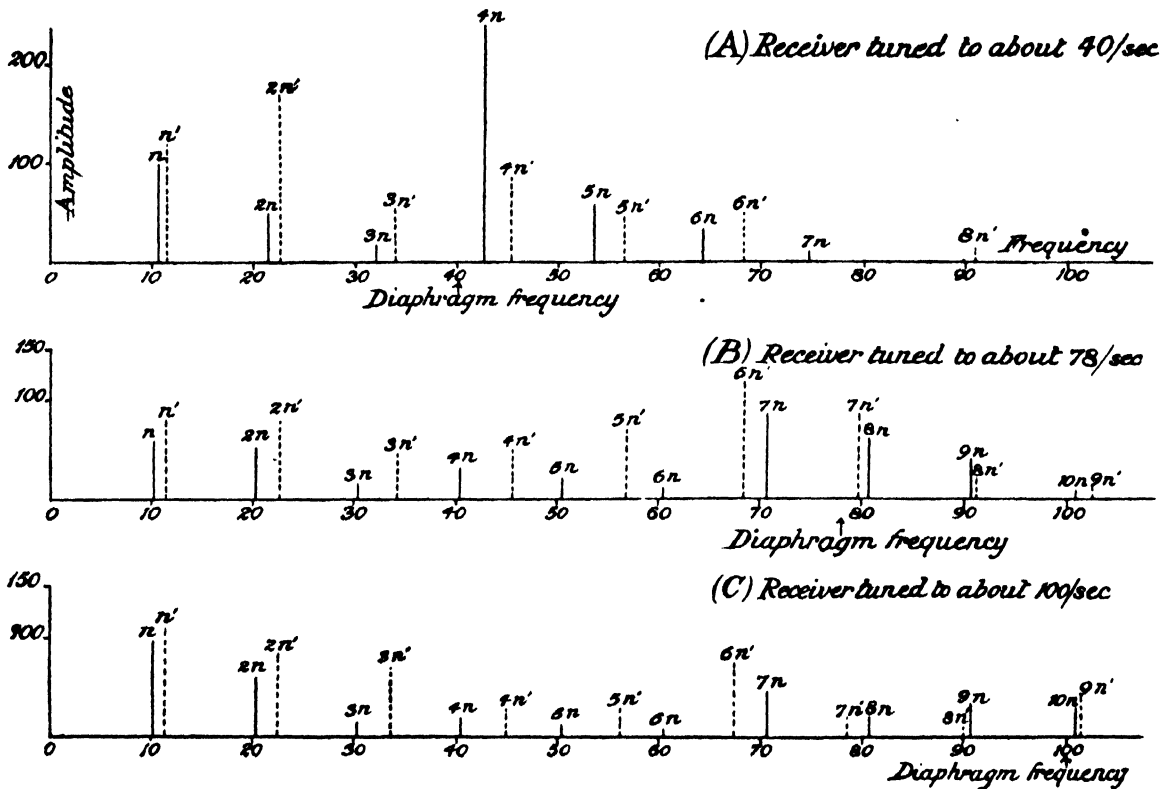 (A) Receiver tuned to about 40/sec
Amplitude
200
100
n
n'
2n
2n'
3n
3n'
4n
4n'
5n
5n'
6n
6n'
7n
8n'
Frequency
0 10 20 30 40 50 60 70 80 90 100
Diaphragm frequency
(B) Receiver tuned to about 78/sec
150
100
n
n'
2n
2n'
3n
3n'
4n
4n'
5n
5n'
6n
6n'
7n
7n'
8n
9n
8n'
10n
9n'
0 10 20 30 40 50 60 70 80 90 100
Diaphragm frequency
(C) Receiver tuned to about 100/sec
150
100
n
n'
2n
2n'
3n
3n'
4n
4n'
5n
5n'
6n
6n'
7n
7n'
8n
8n'
9n
10n
9n'
0 10 20 30 40 50 60 70 80 90 100
Diaphragm frequency